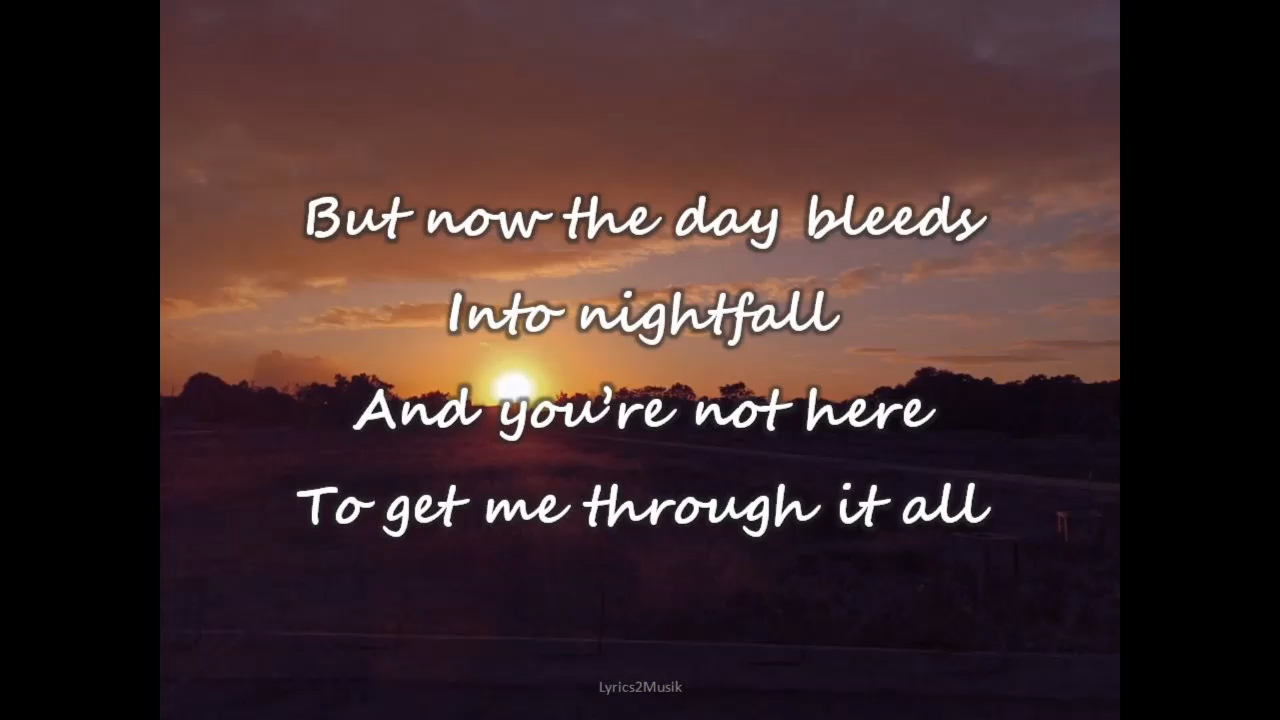 But now the day bleeds
Into nightfall
And you're not here
To get me through it all
Lyrics2Musik